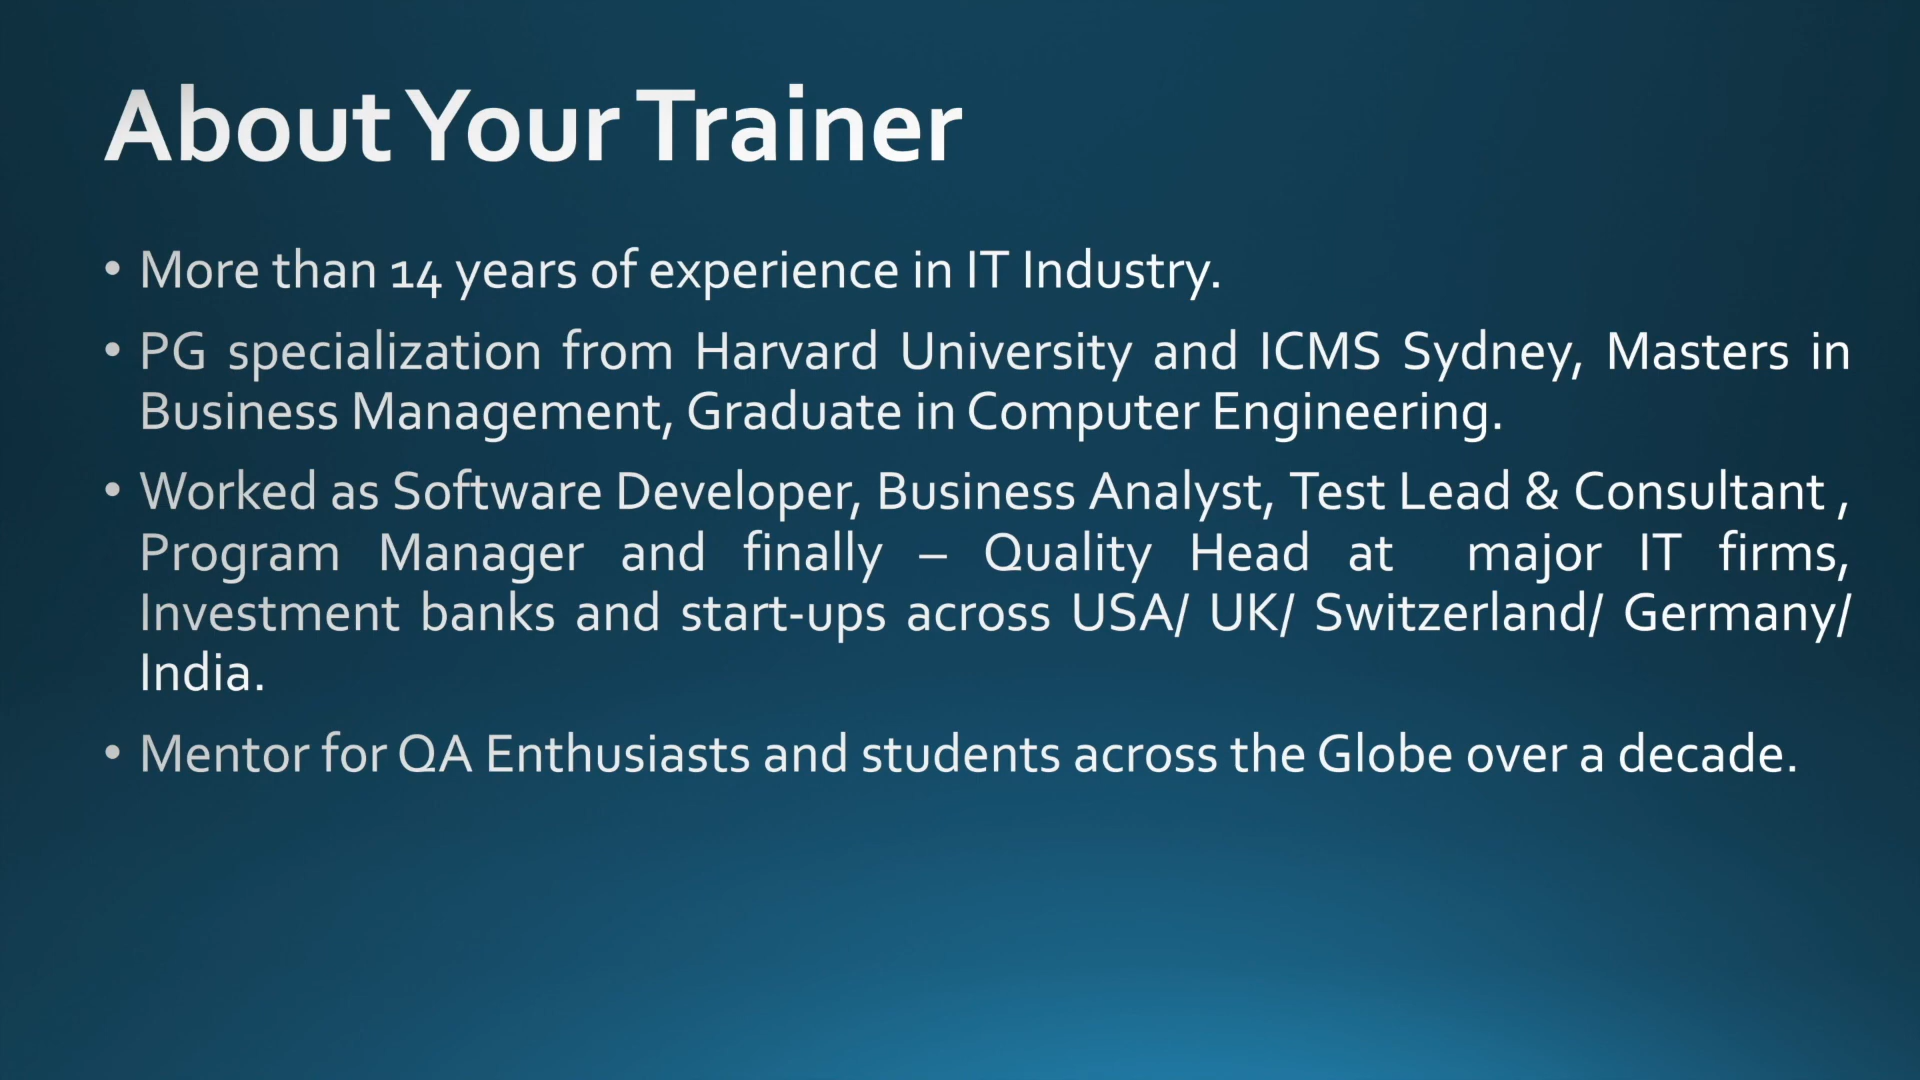 About Your Trainer
• More than 14 years of experience in IT Industry.
• PG specialization from Harvard University and ICMS Sydney, Masters in
Business Management, Graduate in Computer Engineering.
• Worked as Software Developer, Business Analyst, Test Lead & Consultant ,
Program Manager and finally – Quality Head at major IT firms,
Investment banks and start-ups across USA/ UK/ Switzerland/ Germany/
India.
• Mentor for QA Enthusiasts and students across the Globe over a decade.